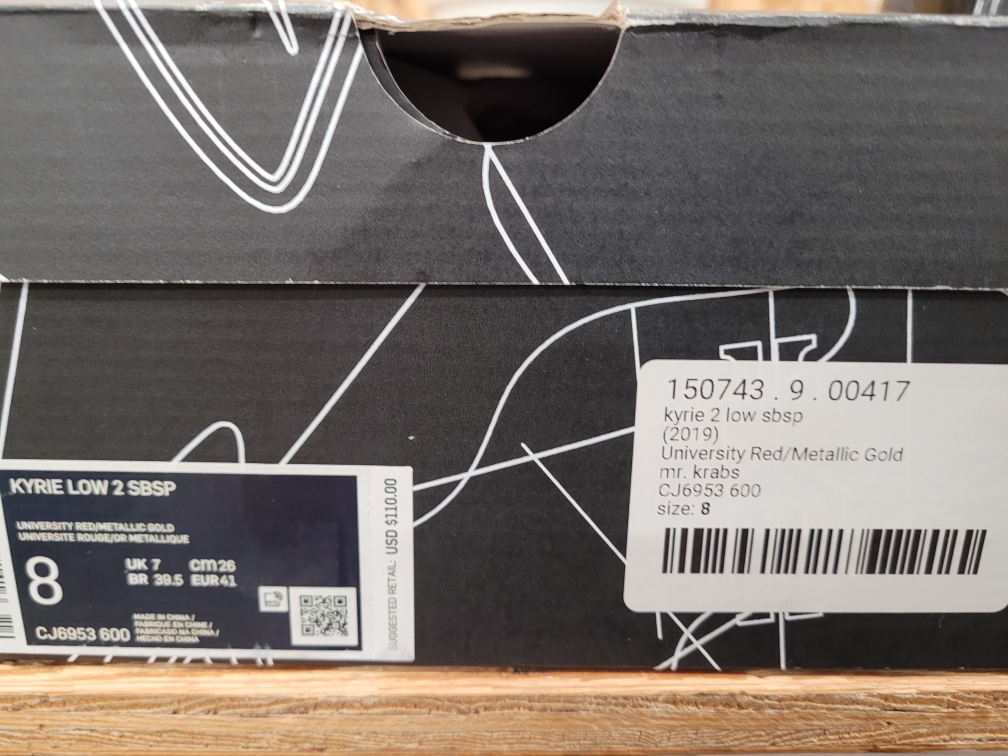 KYRIE LOW 2 SBSP
UNIVERSITY RED/METALLIC GOLD
UNIVERSITE ROUGE/OR METALLIQUE
8
UK 7 cm 26
BR 39.5 EUR 41
CJ6953 600
MADE IN CHINA /
FABRIQUE EN CHINE /
FABRICADO NA CHINA /
HECHO EN CHINA
SUGGESTED RETAIL: USD $110.00
150743 . 9 . 00417
kyrie 2 low sbsp
(2019)
University Red/Metallic Gold
mr. krabs
CJ6953 600
size: 8